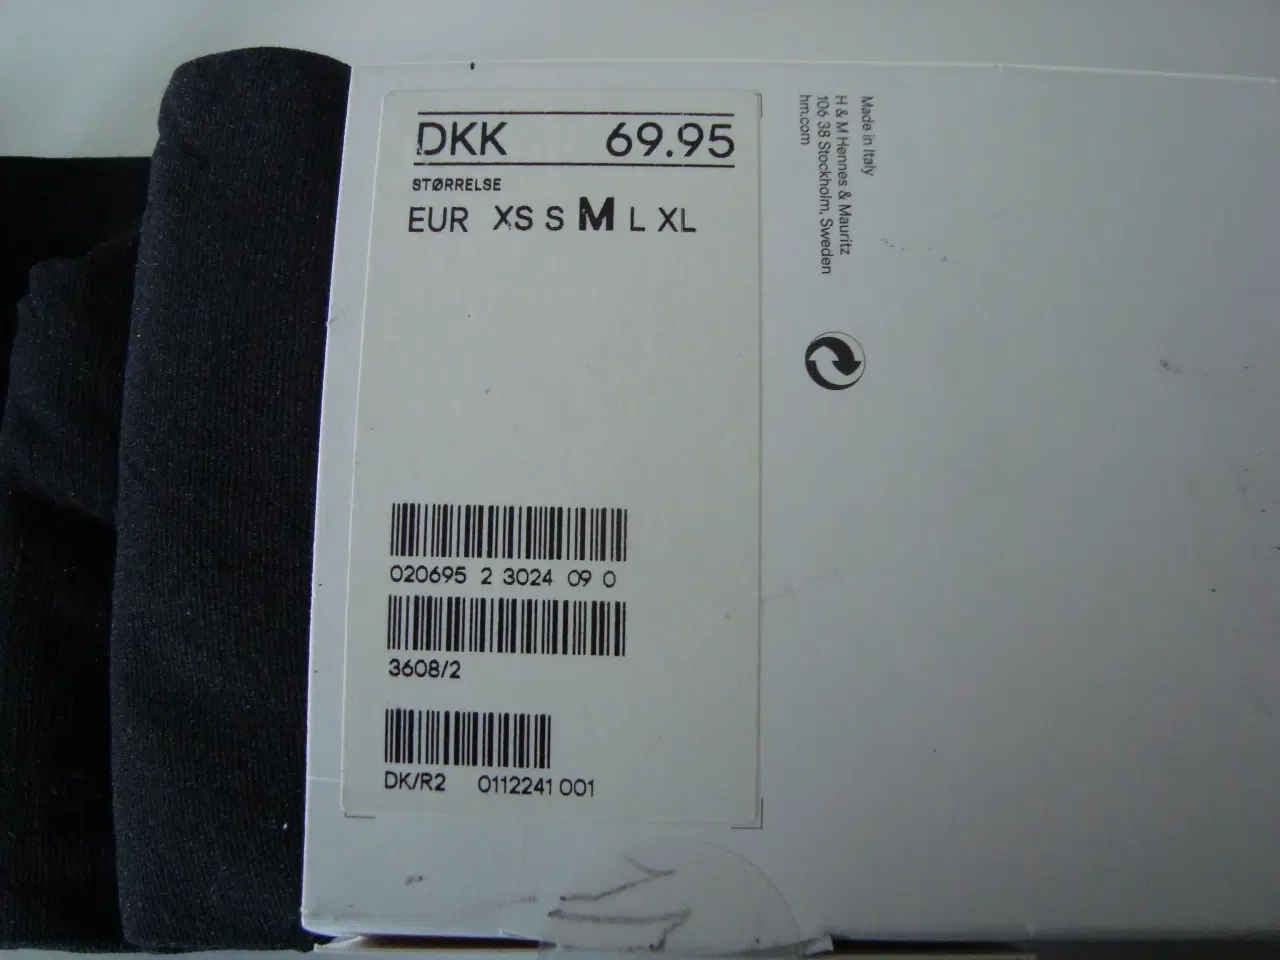 DKK 69.95
STØRRELSE
EUR XS S M L XL
020695 2 3024 09 0
3608/2
DK/R2 0112241 001
Made in Italy
H & M Hennes & Mauritz
106 38 Stockholm, Sweden
hm.com